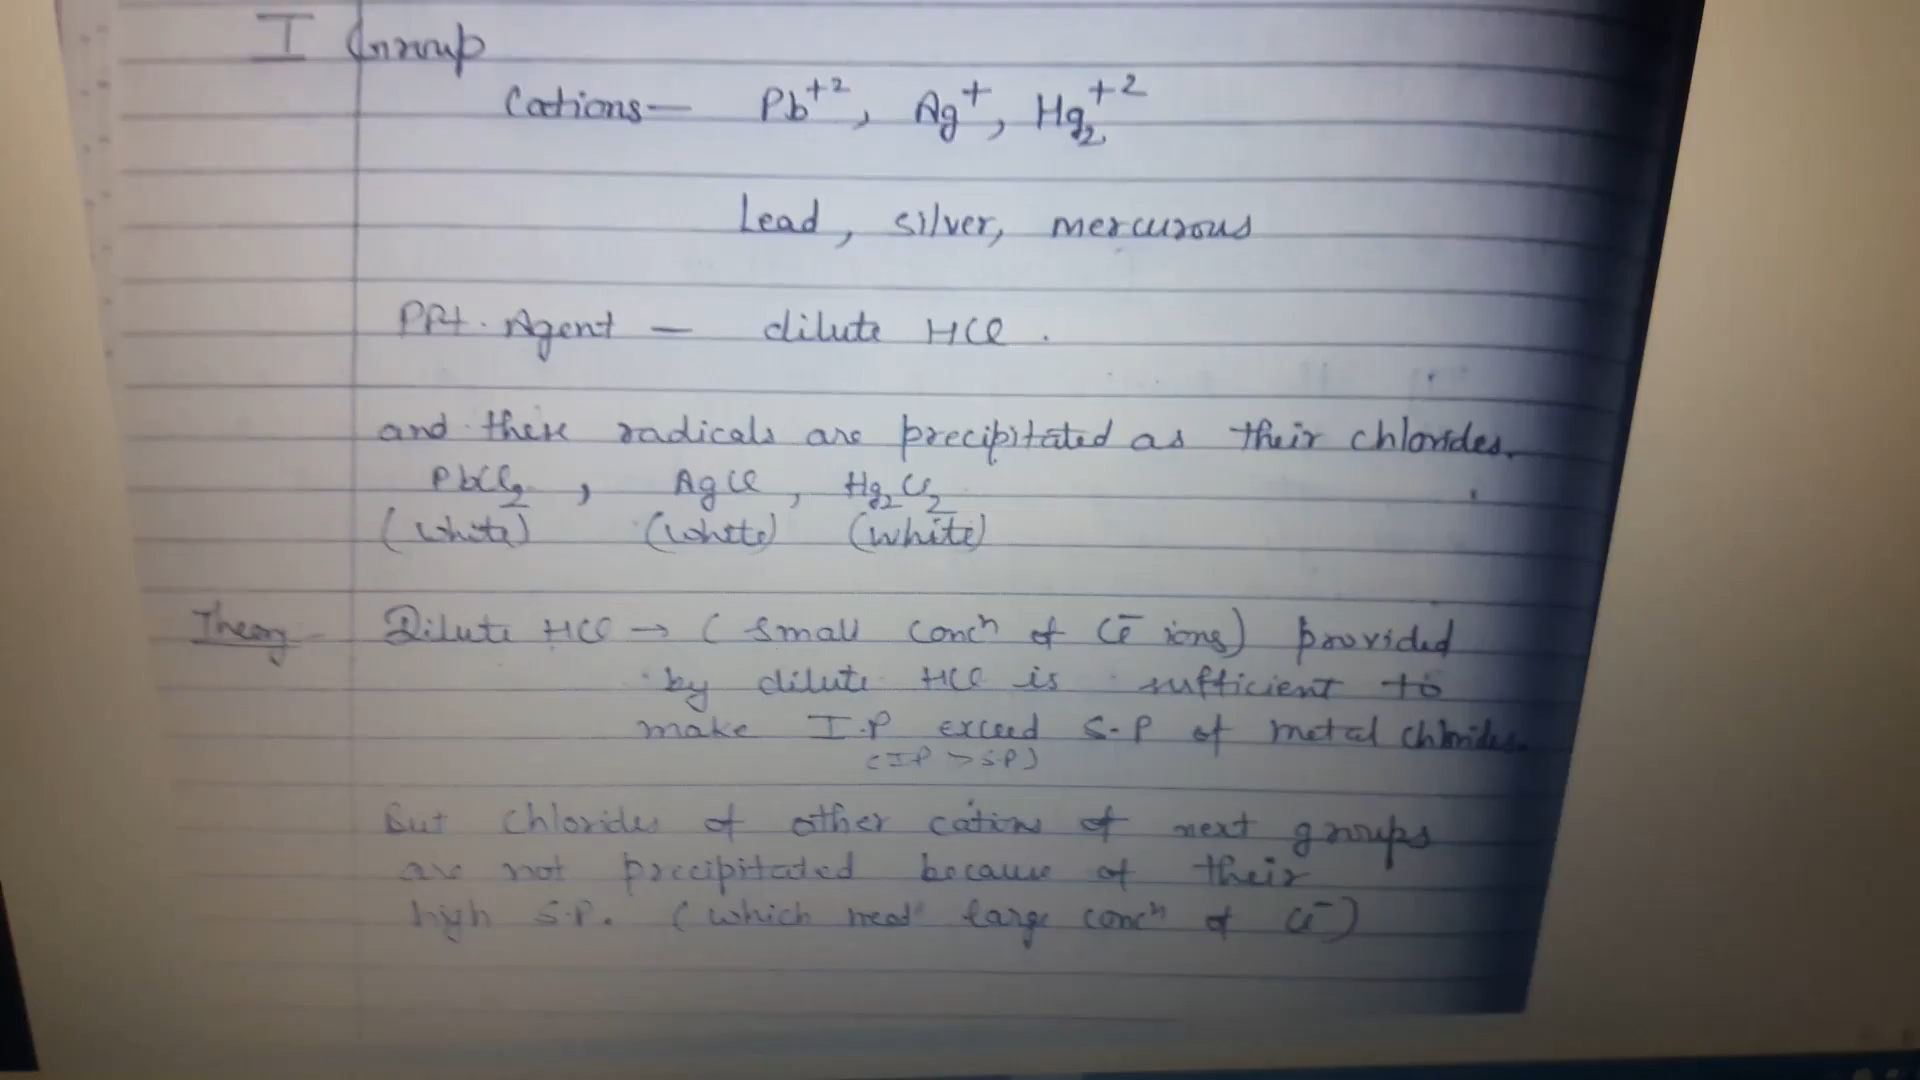 I Group
Cations— Pb+2, Ag+, Hg2+2
Lead, silver, mercurous
PPt. Agent — dilute HCl.
and these radicals are precipitated as their chlorides.
PbCl2, AgCl, Hg2Cl2
(white) (white) (white)
Theory— Dilute HCl → (small concn of Cl- ions) provided
by dilute HCl is sufficient to
make I.P exceed S.P of metal chlorides.
(IP > S.P)
But chlorides of other cations of next groups
are not precipitated because of their
high S.P. (which need large concn of Cl-)